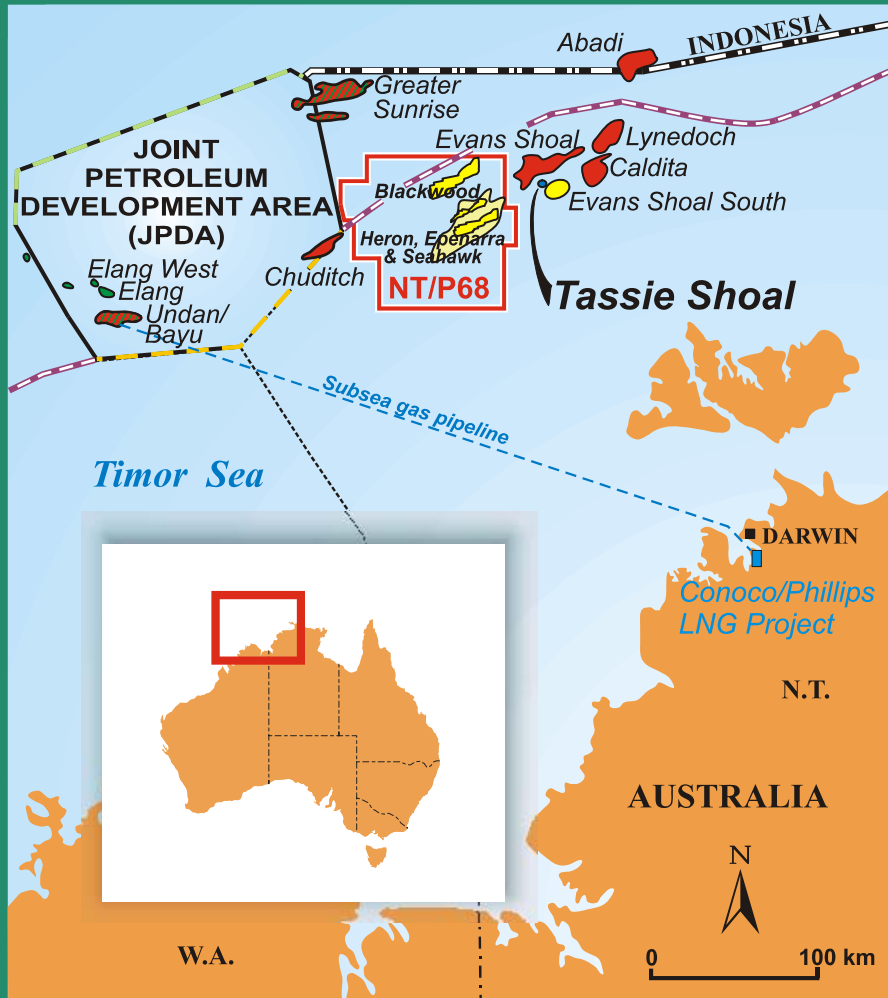 Abadi
INDONESIA
Greater
Sunrise
Evans Shoal
Lynedoch
Caldita
Evans Shoal South
JOINT
PETROLEUM
DEVELOPMENT AREA
(JPDA)
Blackwood
Heron, Epenarra
& Seahawk
NT/P68
Chuditch
Elang West
Elang
Undan/
Bayu
Tassie Shoal
Subsea gas pipeline
Timor Sea
DARWIN
Conoco/Phillips
LNG Project
N.T.
AUSTRALIA
N
W.A.
0 100 km